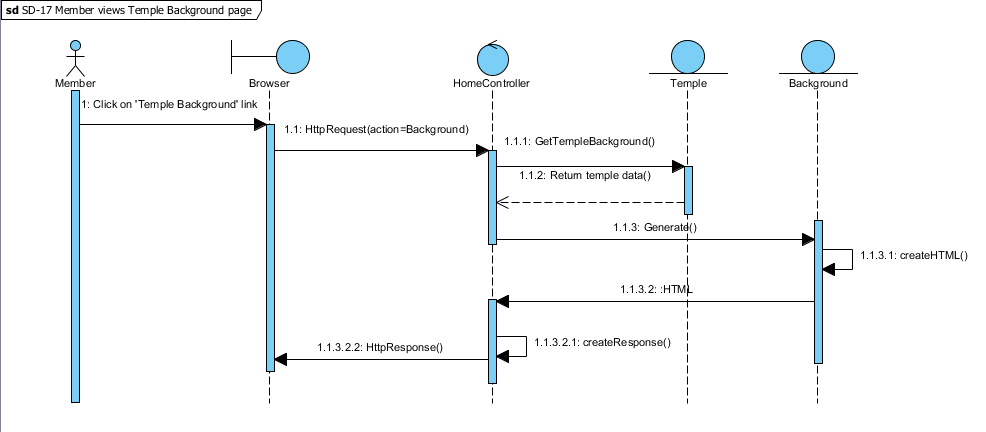 sd SD-17 Member views Temple Background page
Member
Browser
HomeController
Temple
Background
1: Click on 'Temple Background' link
1.1: HttpRequest(action=Background)
1.1.1: GetTempleBackground()
1.1.2: Return temple data()
1.1.3: Generate()
1.1.3.1: createHTML()
1.1.3.2: :HTML
1.1.3.2.1: createResponse()
1.1.3.2.2: HttpResponse()